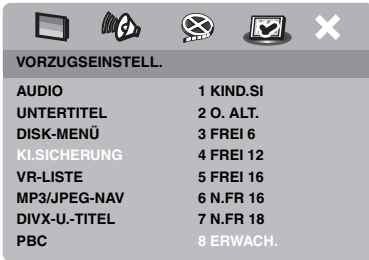 VORZUGSEINSTELL.
AUDIO 1 KIND.SI
UNTERTITEL 2 O. ALT.
DISK-MENÜ 3 FREI 6
KI.SICHERUNG 4 FREI 12
VR-LISTE 5 FREI 16
MP3/JPEG-NAV 6 N.FR 16
DIVX-U.-TITEL 7 N.FR 18
PBC 8 ERWACH.